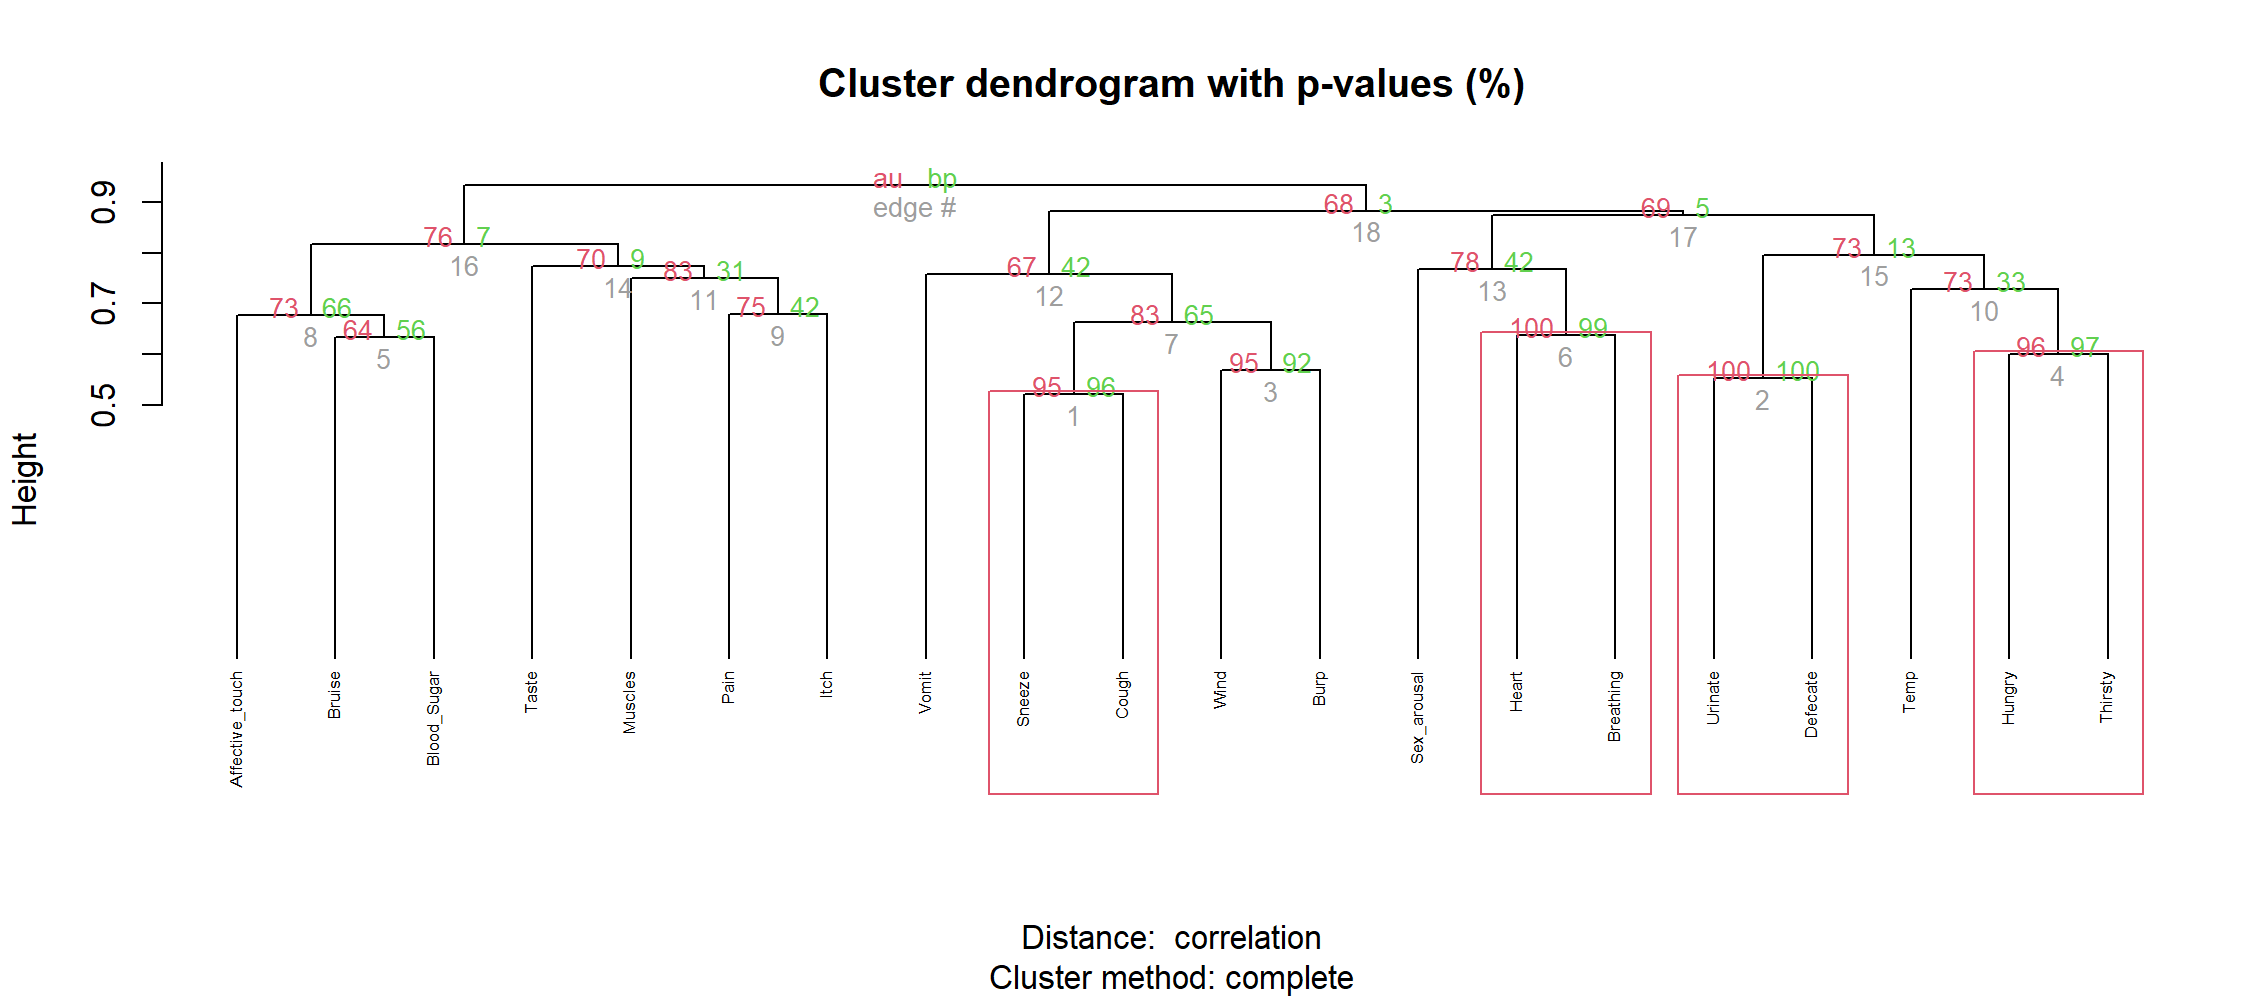 Cluster dendrogram with p-values (%)
Height
0.5 0.7 0.9
au bp
edge #
68 3
18
69 5
17
76 7
16
73 13
15
70 9
14
78 42
13
67 42
12
83 31
11
73 33
10
75 42
9
73 66
8
83 65
7
100 99
6
64 56
5
96 97
4
95 92
3
100 100
2
95 96
1
Affective_touch
Bruise
Blood_Sugar
Taste
Muscles
Pain
Itch
Vomit
Sneeze
Cough
Wind
Burp
Sex_arousal
Heart
Breathing
Urinate
Defecate
Temp
Hungry
Thirsty
Distance: correlation
Cluster method: complete